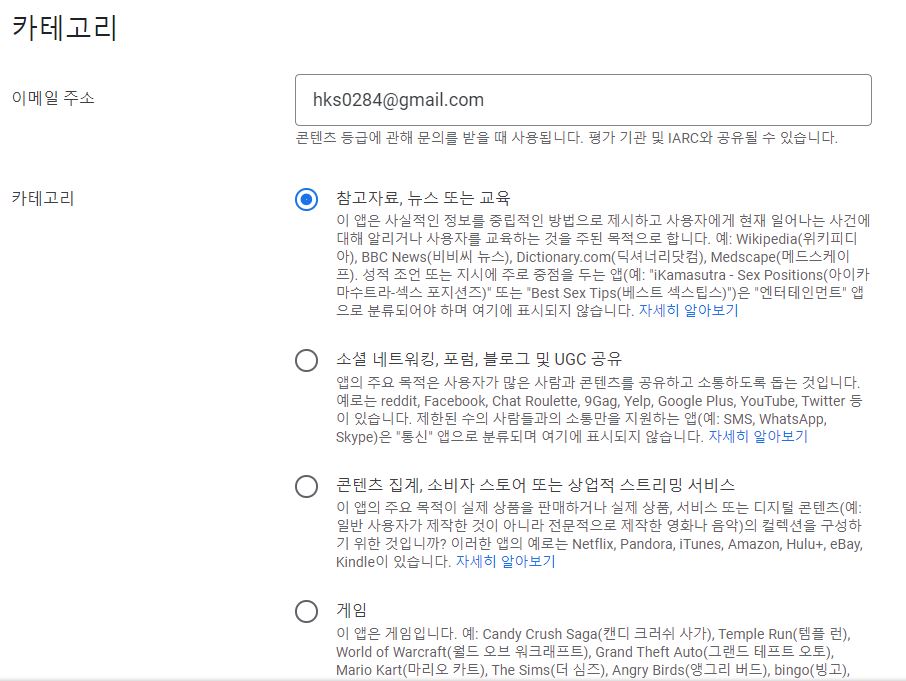 카테고리
이메일 주소
hks0284@gmail.com
콘텐츠 등급에 관해 문의를 받을 때 사용됩니다. 평가 기관 및 IARC와 공유될 수 있습니다.
카테고리
참고자료, 뉴스 또는 교육
이 앱은 사실적인 정보를 중립적인 방법으로 제시하고 사용자에게 현재 일어나는 사건에
대해 알리거나 사용자를 교육하는 것을 주된 목적으로 합니다. 예: Wikipedia(위키피디
아), BBC News(비비씨 뉴스), Dictionary.com(딕셔너리닷컴), Medscape(메드스케이
프). 성적 조언 또는 지시에 주로 중점을 두는 앱(예: "iKamasutra - Sex Positions(아이카
마수트라-섹스 포지션즈)" 또는 "Best Sex Tips(베스트 섹스팁스)")은 "엔터테인먼트" 앱
으로 분류되어야 하며 여기에 표시되지 않습니다. 자세히 알아보기
소셜 네트워킹, 포럼, 블로그 및 UGC 공유
앱의 주요 목적은 사용자가 많은 사람과 콘텐츠를 공유하고 소통하도록 돕는 것입니다.
예로는 reddit, Facebook, Chat Roulette, 9Gag, Yelp, Google Plus, YouTube, Twitter 등
이 있습니다. 제한된 수의 사람들과의 소통만을 지원하는 앱(예: SMS, WhatsApp,
Skype)은 "통신" 앱으로 분류되며 여기에 표시되지 않습니다. 자세히 알아보기
콘텐츠 집계, 소비자 스토어 또는 상업적 스트리밍 서비스
이 앱의 주요 목적이 실제 상품을 판매하거나 실제 상품, 서비스 또는 디지털 콘텐츠(예:
일반 사용자가 제작한 것이 아니라 전문적으로 제작한 영화나 음악)의 컬렉션을 구성하
기 위한 것입니까? 이러한 앱의 예로는 Netflix, Pandora, iTunes, Amazon, Hulu+, eBay,
Kindle이 있습니다. 자세히 알아보기
게임
이 앱은 게임입니다. 예: Candy Crush Saga(캔디 크러쉬 사가), Temple Run(템플 런),
World of Warcraft(월드 오브 워크래프트), Grand Theft Auto(그랜드 테프트 오토),
Mario Kart(마리오 카트), The Sims(더 심즈), Angry Birds(앵그리 버드), bingo(빙고),